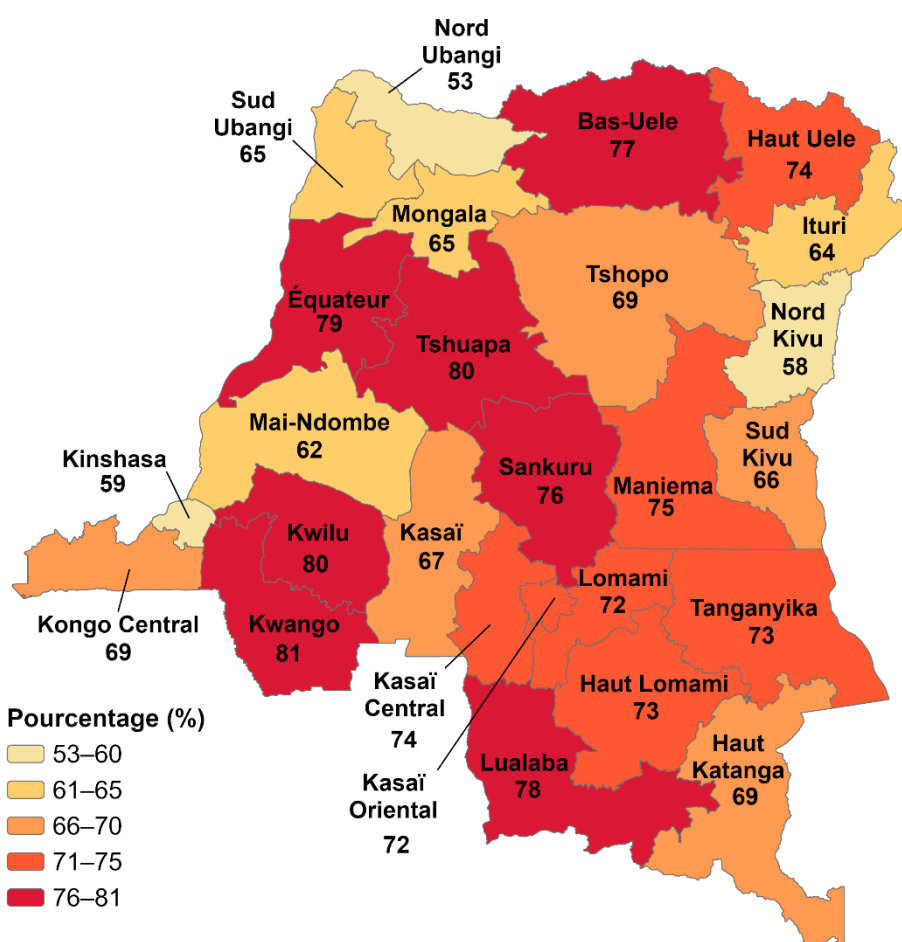 Nord
Ubangi
53
Sud
Ubangi
65
Bas-Uele
77
Haut Uele
74
Mongala
65
Ituri
64
Équateur
79
Tshopo
69
Tshuapa
80
Nord
Kivu
58
Mai-Ndombe
62
Kinshasa
59
Sankuru
76
Maniema
75
Sud
Kivu
66
Kwilu
80
Kasaï
67
Kongo Central
69
Kwango
81
Lomami
72
Tanganyika
73
Kasaï
Central
74
Kasaï
Oriental
72
Haut Lomami
73
Lualaba
78
Haut
Katanga
69
Pourcentage (%)
53–60
61–65
66–70
71–75
76–81